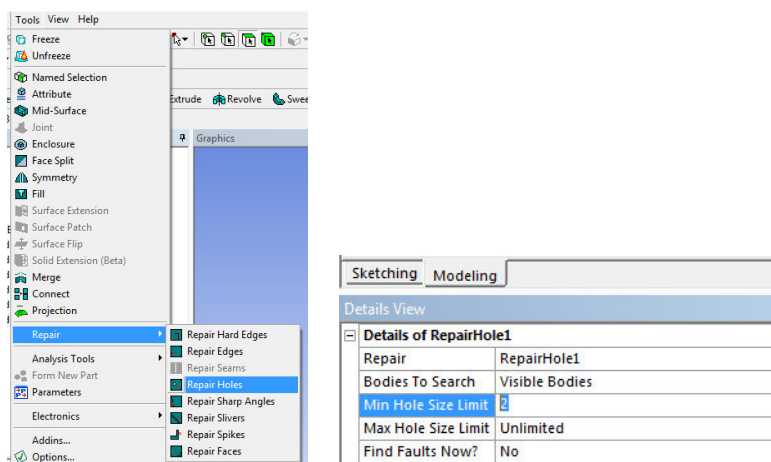 Tools View Help
Freeze
Unfreeze
Named Selection
Attribute
Mid-Surface
Joint
Enclosure
Face Split
Symmetry
Fill
Surface Extension
Surface Patch
Surface Flip
Solid Extension (Beta)
Merge
Connect
Projection
Repair
Analysis Tools
Form New Part
Parameters
Electronics
Addins...
Options...
Extrude Revolve Swee
Graphics
Repair Hard Edges
Repair Edges
Repair Seams
Repair Holes
Repair Sharp Angles
Repair Slivers
Repair Spikes
Repair Faces
Sketching Modeling
Details View
Details of RepairHole1
Repair RepairHole1
Bodies To Search Visible Bodies
Min Hole Size Limit 2
Max Hole Size Limit Unlimited
Find Faults Now? No